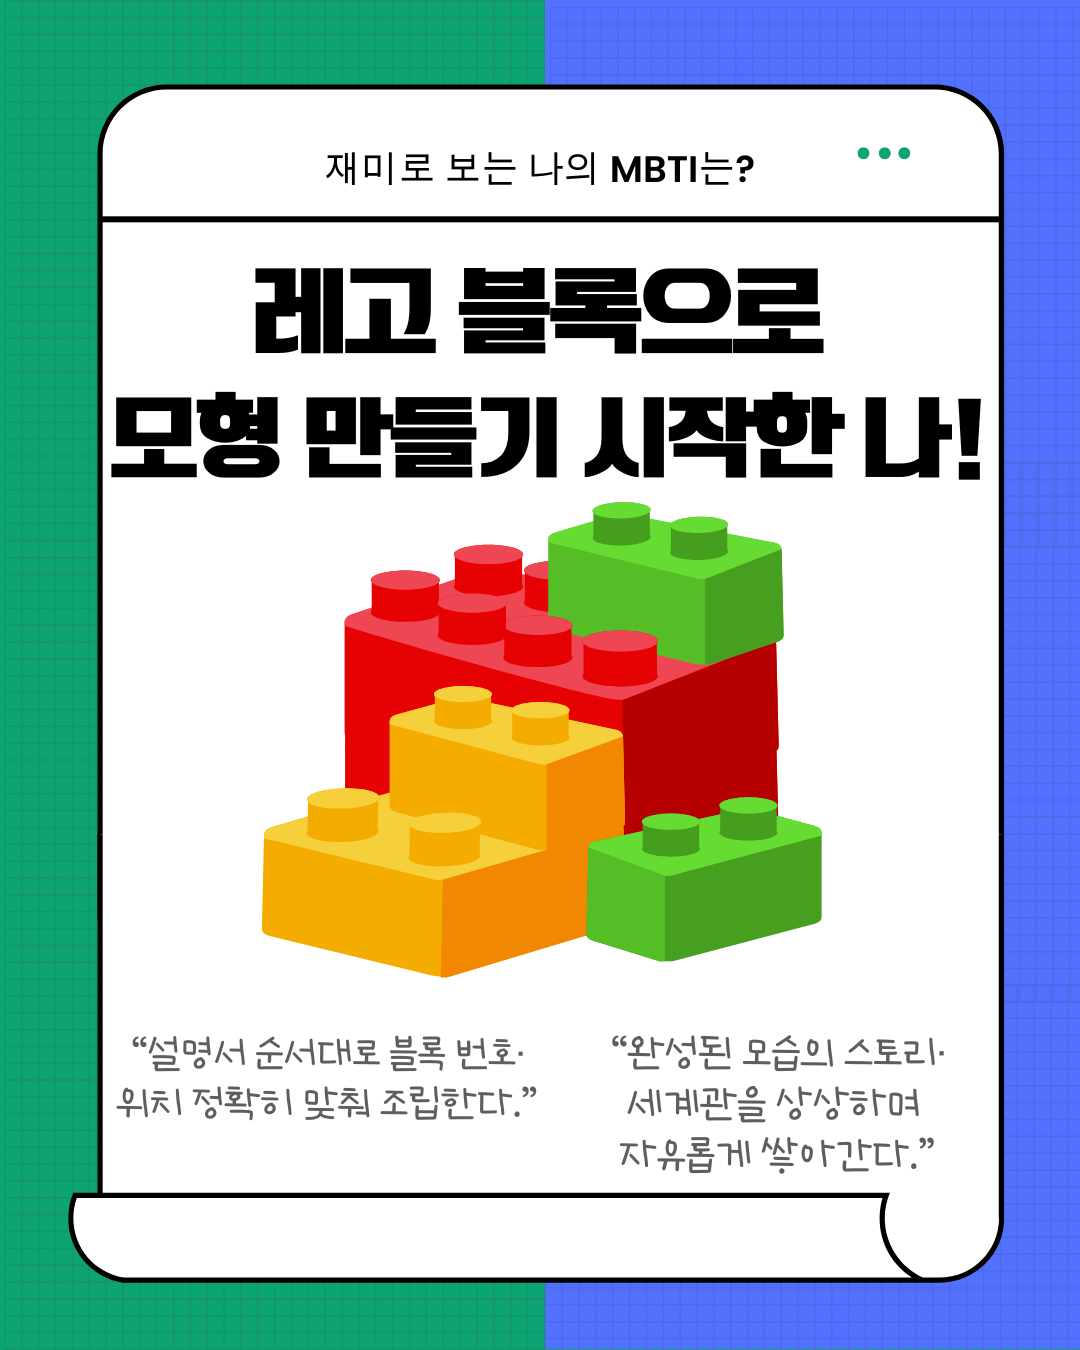 재미로 보는 나의 MBTI는?
레고 블록으로
모형 만들기 시작한 나!
“설명서 순서대로 블록 번호·
위치 정확히 맞춰 조립한다.”
“완성된 모습의 스토리·
세계관을 상상하며
자유롭게 쌓아간다.”